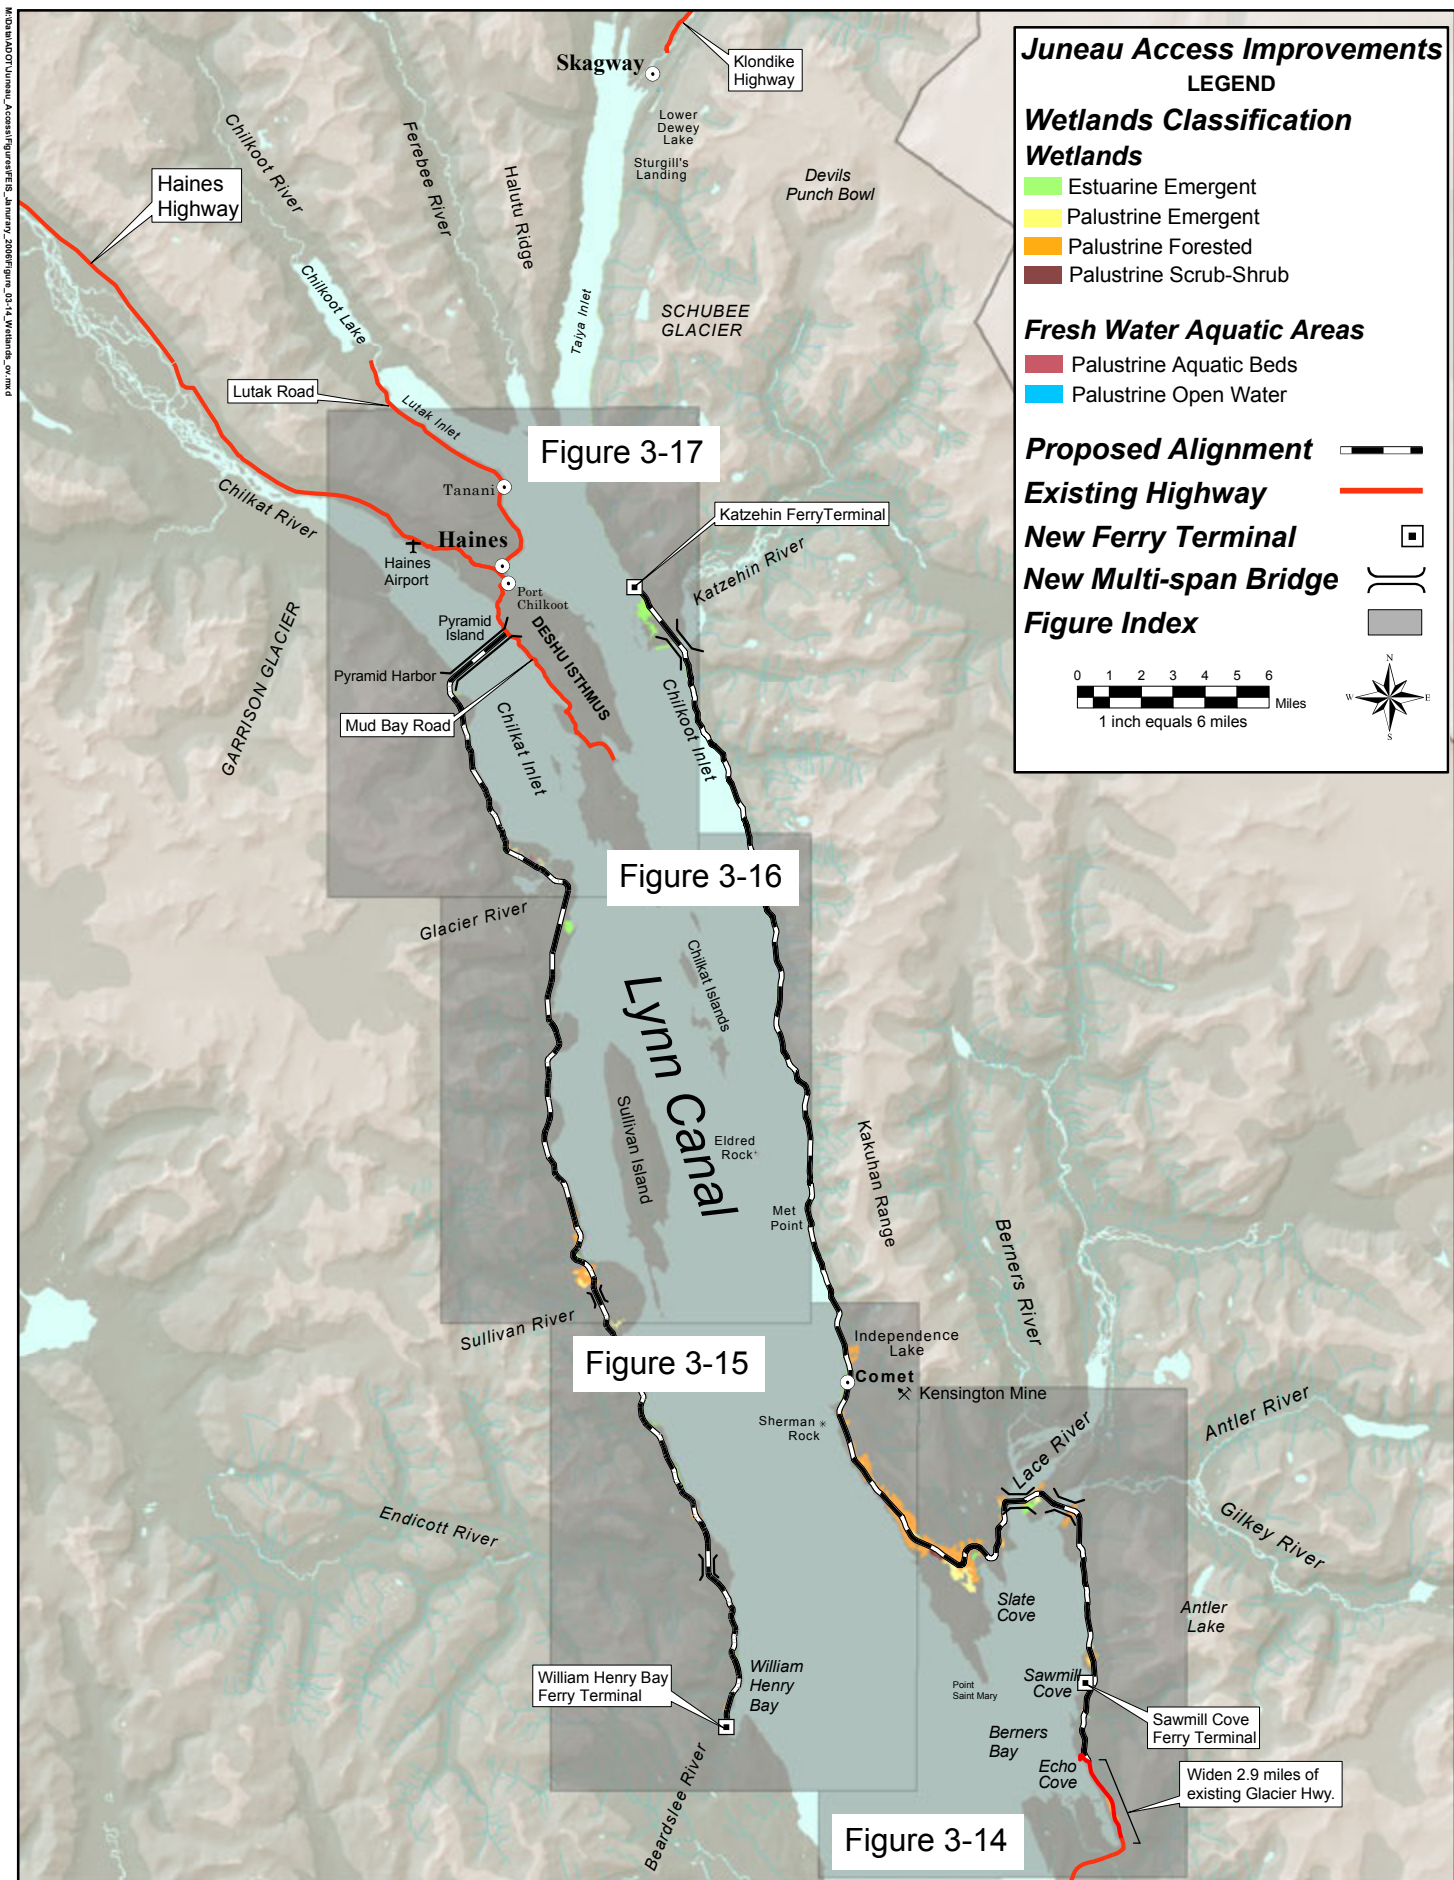 M:\Data\ADOT\Juneau_Access\Figures\FEIS_Janurary_2006\Figure_03-14_Wetlands_ov.mxd
Juneau Access Improvements
LEGEND
Wetlands Classification
Wetlands
Estuarine Emergent
Palustrine Emergent
Palustrine Forested
Palustrine Scrub-Shrub
Fresh Water Aquatic Areas
Palustrine Aquatic Beds
Palustrine Open Water
Proposed Alignment
Existing Highway
New Ferry Terminal
New Multi-span Bridge
Figure Index
0 1 2 3 4 5 6
Miles
1 inch equals 6 miles
N
W E
S
Skagway
Klondike
Highway
Lower
Dewey
Lake
Sturgill's
Landing
Devils
Punch Bowl
Chilkoot River
Ferebee River
Halutu Ridge
Haines
Highway
Chilkoot Lake
Taiya Inlet
SCHUBEE
GLACIER
Lutak Road
Lutak Inlet
Figure 3-17
Tanani
Chilkat River
Katzehin FerryTerminal
Haines
Haines
Airport
Katzehin River
Port
Chilkoot
Pyramid
Island
DESHU ISTHMUS
GARRISON GLACIER
Pyramid Harbor
Mud Bay Road
Chilkat Inlet
Chilkoot Inlet
Figure 3-16
Glacier River
Chilkat Islands
Lynn Canal
Sullivan Island
Eldred
Rock
Kakuhan Range
Met
Point
Berners River
Sullivan River
Independence
Lake
Figure 3-15
Comet
Kensington Mine
Sherman
Rock
Lace River
Antler River
Endicott River
Gilkey River
Slate
Cove
Antler
Lake
William Henry Bay
Ferry Terminal
William
Henry
Bay
Point
Saint Mary
Sawmill
Cove
Sawmill Cove
Ferry Terminal
Berners
Bay
Echo
Cove
Widen 2.9 miles of
existing Glacier Hwy.
Beardslee River
Figure 3-14